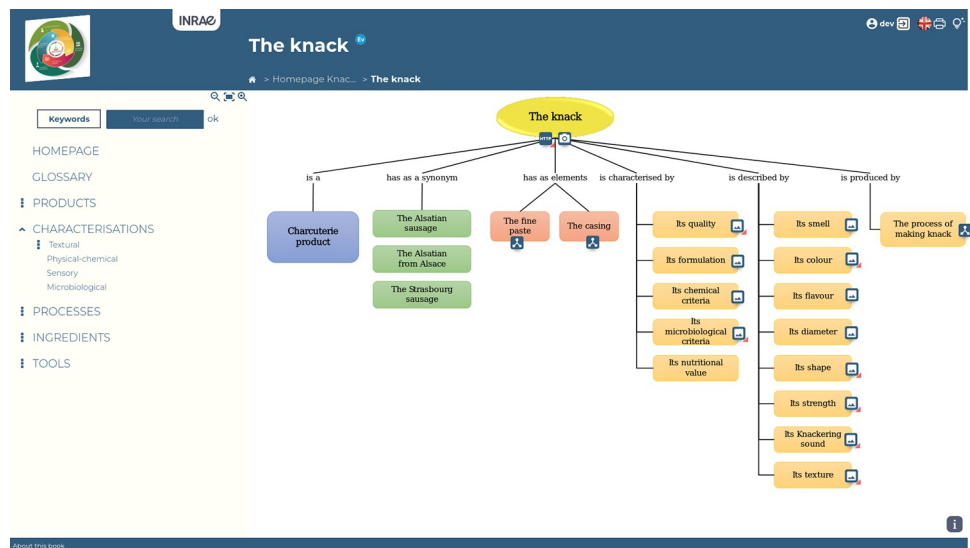 INRAE
The knack Ev
dev
> Homepage Knac... > The knack
Keywords
Your search
ok
HOMEPAGE
GLOSSARY
PRODUCTS
CHARACTERISATIONS
Textural
Physical-chemical
Sensory
Microbiological
PROCESSES
INGREDIENTS
TOOLS
The knack
HTTP
is a
has as a synonym
has as elements
is characterised by
is described by
is produced by
Charcuterie
product
The Alsatian
sausage
The Alsatian
from Alsace
The Strasbourg
sausage
The fine
paste
The casing
Its quality
Its formulation
Its chemical
criteria
Its
microbiological
criteria
Its nutritional
value
Its smell
Its colour
Its flavour
Its diameter
Its shape
Its strength
Its Knackering
sound
Its texture
The process of
making knack
i
About this book